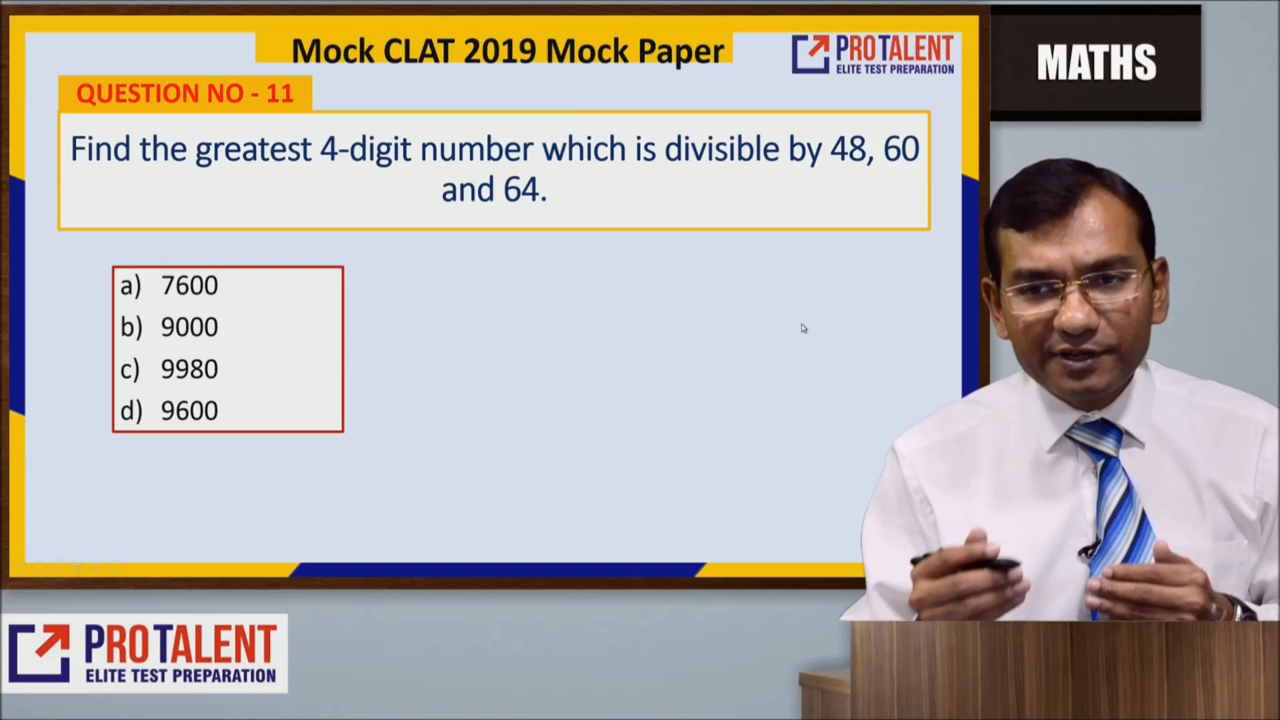 Mock CLAT 2019 Mock Paper
PROTALENT
ELITE TEST PREPARATION
MATHS
QUESTION NO - 11
Find the greatest 4-digit number which is divisible by 48, 60
and 64.
a) 7600
b) 9000
c) 9980
d) 9600
PROTALENT
ELITE TEST PREPARATION